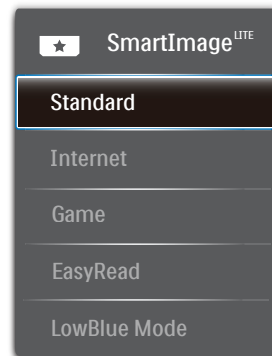 SmartImage LITE
Standard
Internet
Game
EasyRead
LowBlue Mode